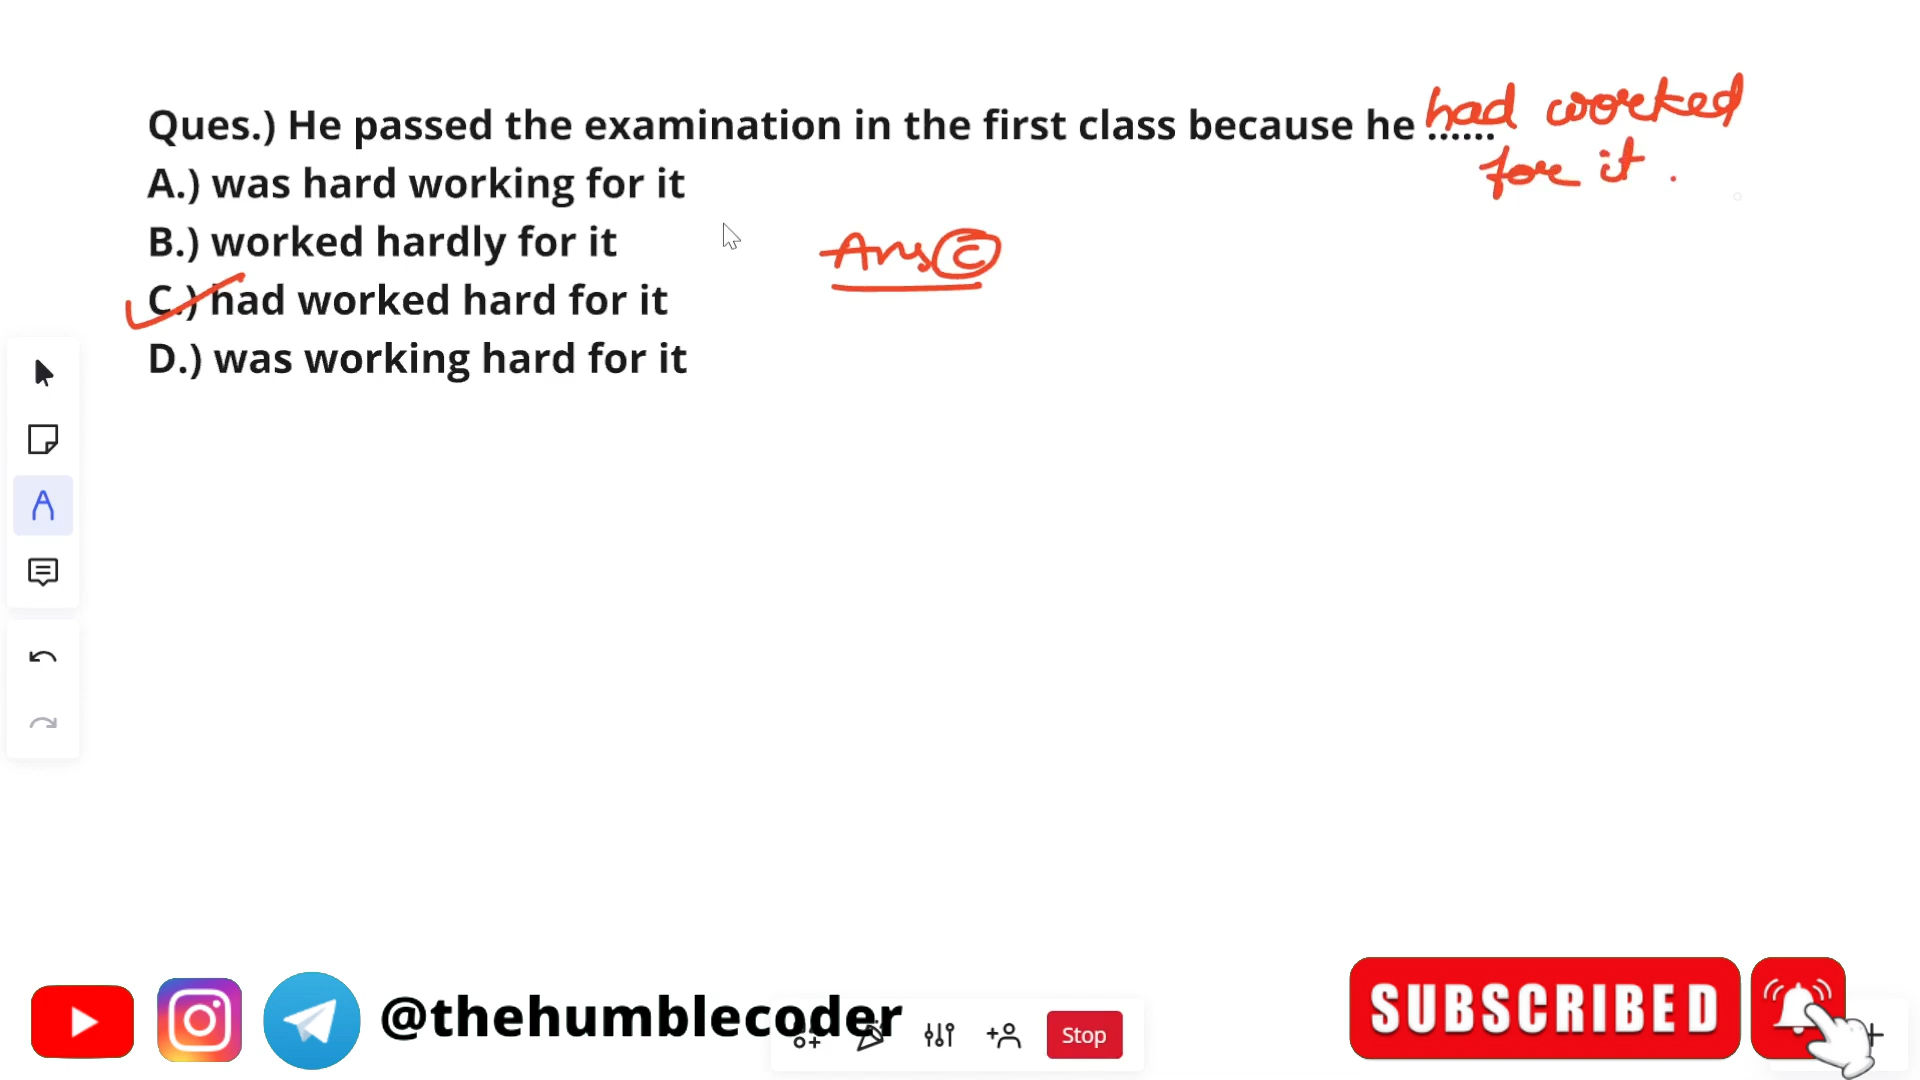 Ques.) He passed the examination in the first class because he ...... had worked
for it .
A.) was hard working for it
B.) worked hardly for it
Ans C
C.) had worked hard for it
D.) was working hard for it
@thehumblecoder
Stop
SUBSCRIBED